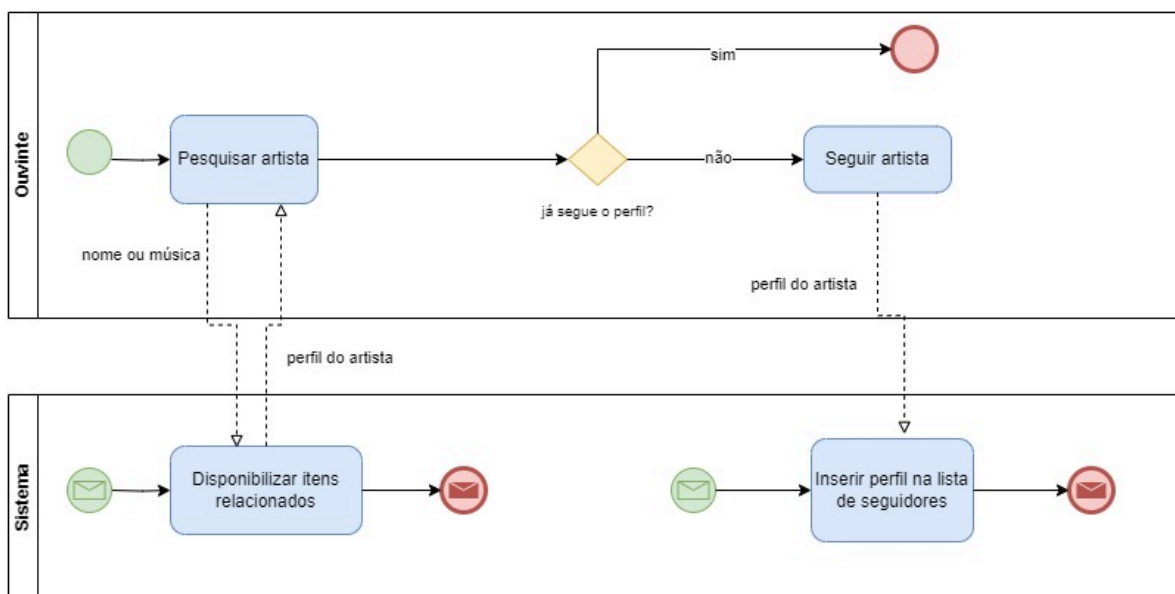 Ouvinte
sim
Pesquisar artista
não
Seguir artista
já segue o perfil?
nome ou música
perfil do artista
perfil do artista
Sistema
Disponibilizar itens
relacionados
Inserir perfil na lista
de seguidores